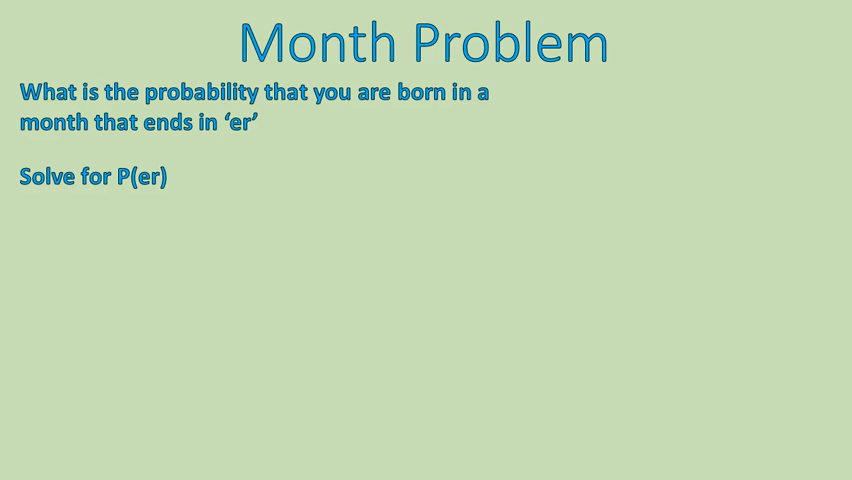 Month Problem
What is the probability that you are born in a
month that ends in ‘er’
Solve for P(er)